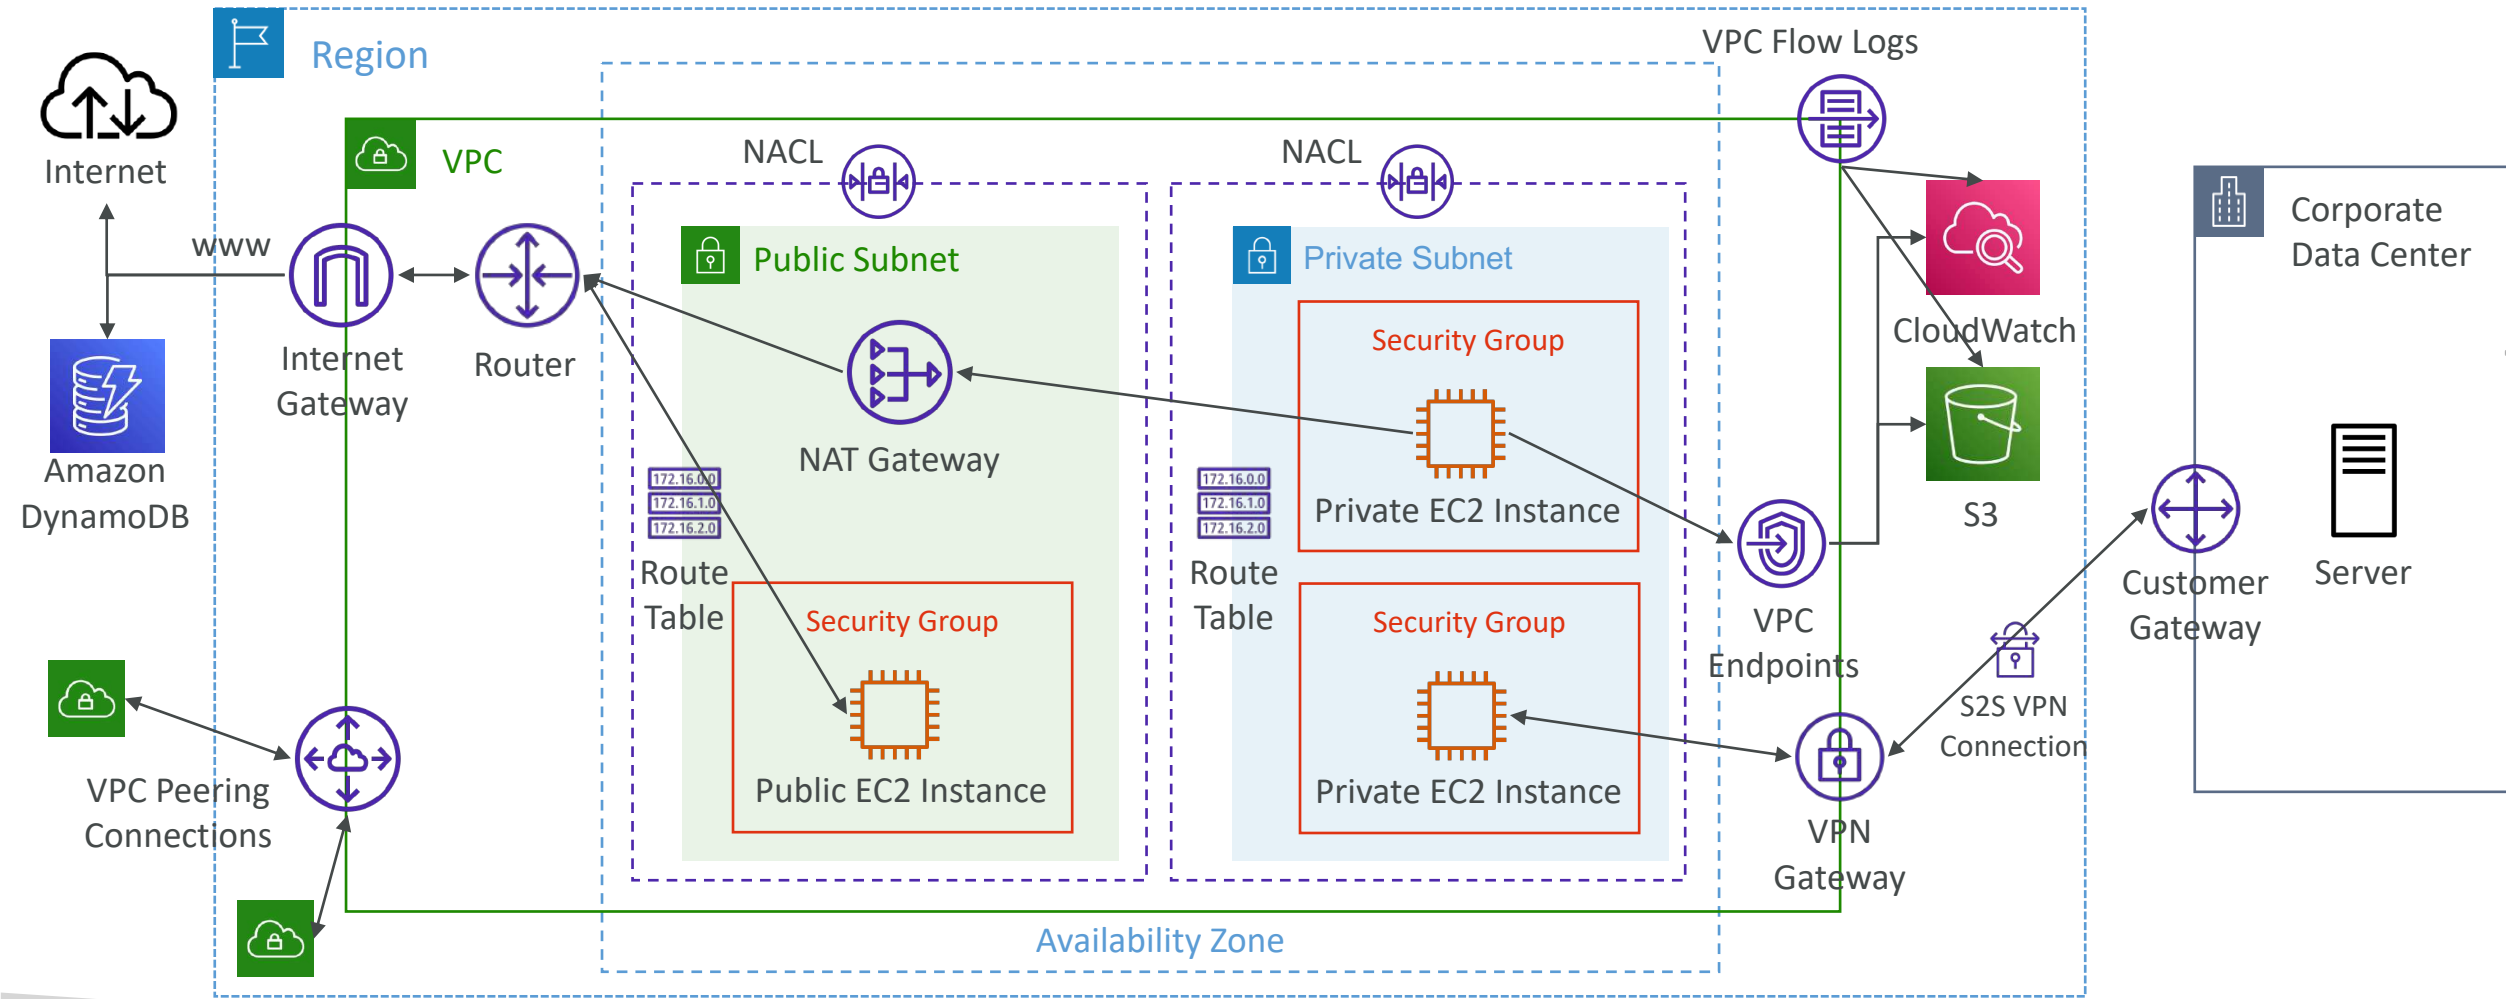 Region
VPC Flow Logs
Internet
VPC
NACL
NACL
www
Public Subnet
Private Subnet
Corporate
Data Center
Internet
Gateway
Router
Security Group
CloudWatch
NAT Gateway
Amazon
DynamoDB
172.16.0.0
172.16.1.0
172.16.2.0
Route
Table
172.16.0.0
172.16.1.0
172.16.2.0
Route
Table
Private EC2 Instance
S3
Customer
Gateway
Server
Security Group
Security Group
VPC
Endpoints
S2S VPN
Connection
VPC Peering
Connections
Public EC2 Instance
Private EC2 Instance
VPN
Gateway
Availability Zone